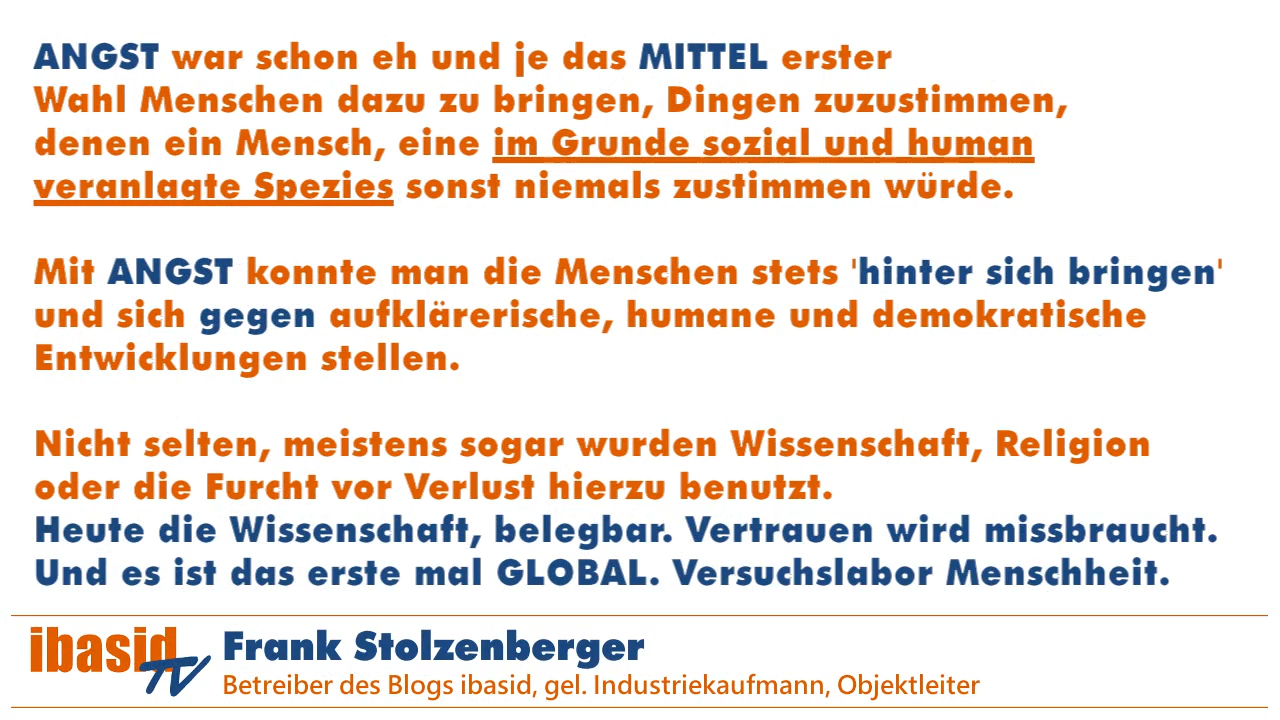 ANGST war schon eh und je das MITTEL erster
Wahl Menschen dazu zu bringen, Dingen zuzustimmen,
denen ein Mensch, eine im Grunde sozial und human
veranlagte Spezies sonst niemals zustimmen würde.
Mit ANGST konnte man die Menschen stets 'hinter sich bringen'
und sich gegen aufklärerische, humane und demokratische
Entwicklungen stellen.
Nicht selten, meistens sogar wurden Wissenschaft, Religion
oder die Furcht vor Verlust hierzu benutzt.
Heute die Wissenschaft, belegbar. Vertrauen wird missbraucht.
Und es ist das erste mal GLOBAL. Versuchslabor Menschheit.
ibasid TV
Frank Stolzenberger
Betreiber des Blogs ibasid, gel. Industriekaufmann, Objektleiter